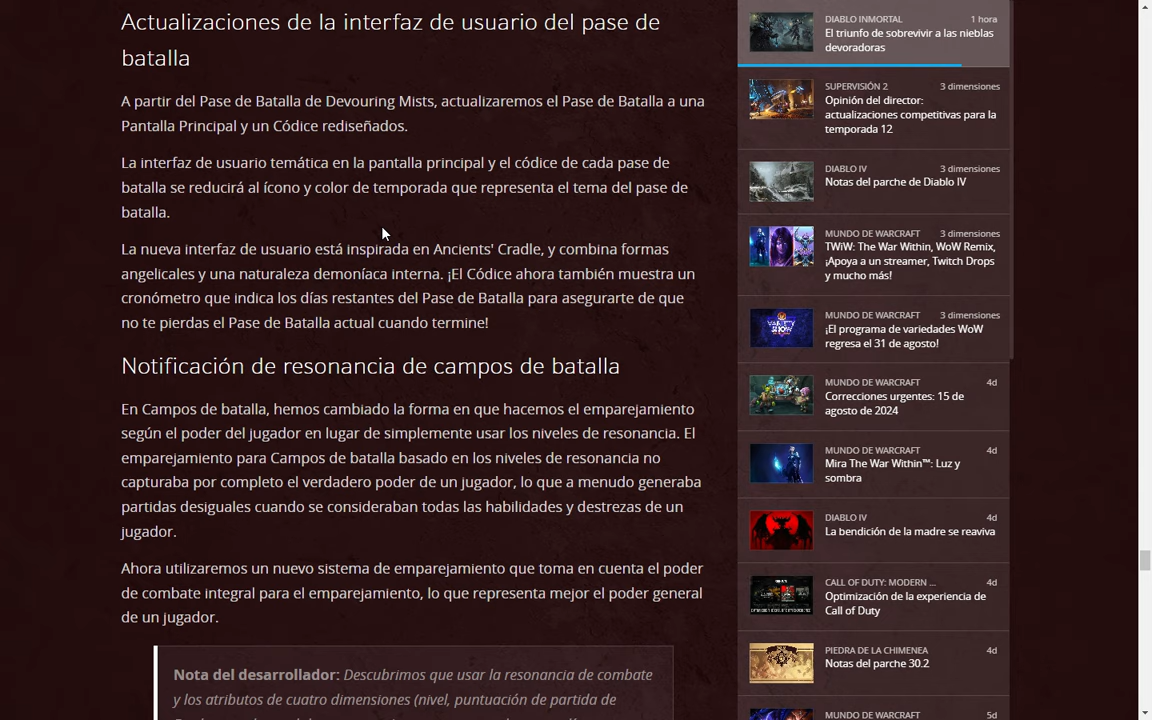 Actualizaciones de la interfaz de usuario del pase de
batalla
A partir del Pase de Batalla de Devouring Mists, actualizaremos el Pase de Batalla a una
Pantalla Principal y un Códice rediseñados.
La interfaz de usuario temática en la pantalla principal y el códice de cada pase de
batalla se reducirá al ícono y color de temporada que representa el tema del pase de
batalla.
La nueva interfaz de usuario está inspirada en Ancients' Cradle, y combina formas
angelicales y una naturaleza demoníaca interna. ¡El Códice ahora también muestra un
cronómetro que indica los días restantes del Pase de Batalla para asegurarte de que
no te pierdas el Pase de Batalla actual cuando termine!
Notificación de resonancia de campos de batalla
En Campos de batalla, hemos cambiado la forma en que hacemos el emparejamiento
según el poder del jugador en lugar de simplemente usar los niveles de resonancia. El
emparejamiento para Campos de batalla basado en los niveles de resonancia no
capturaba por completo el verdadero poder de un jugador, lo que a menudo generaba
partidas desiguales cuando se consideraban todas las habilidades y destrezas de un
jugador.
Ahora utilizaremos un nuevo sistema de emparejamiento que toma en cuenta el poder
de combate integral para el emparejamiento, lo que representa mejor el poder general
de un jugador.
Nota del desarrollador: Descubrimos que usar la resonancia de combate
y los atributos de cuatro dimensiones (nivel, puntuación de partida de
DIABLO INMORTAL 1 hora
El triunfo de sobrevivir a las nieblas
devoradoras
SUPERVISIÓN 2 3 dimensiones
Opinión del director:
actualizaciones competitivas para la
temporada 12
DIABLO IV 3 dimensiones
Notas del parche de Diablo IV
MUNDO DE WARCRAFT 3 dimensiones
TWiW: The War Within, WoW Remix,
¡Apoya a un streamer, Twitch Drops
y mucho más!
MUNDO DE WARCRAFT 3 dimensiones
¡El programa de variedades WoW
regresa el 31 de agosto!
MUNDO DE WARCRAFT 4d
Correcciones urgentes: 15 de
agosto de 2024
MUNDO DE WARCRAFT 4d
Mira The War Within™: Luz y
sombra
DIABLO IV 4d
La bendición de la madre se reaviva
CALL OF DUTY: MODERN ... 4d
Optimización de la experiencia de
Call of Duty
PIEDRA DE LA CHIMENEA 4d
Notas del parche 30.2
MUNDO DE WARCRAFT 5d